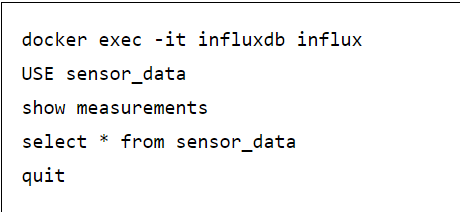 docker exec -it influxdb influx
USE sensor_data
show measurements
select * from sensor_data
quit